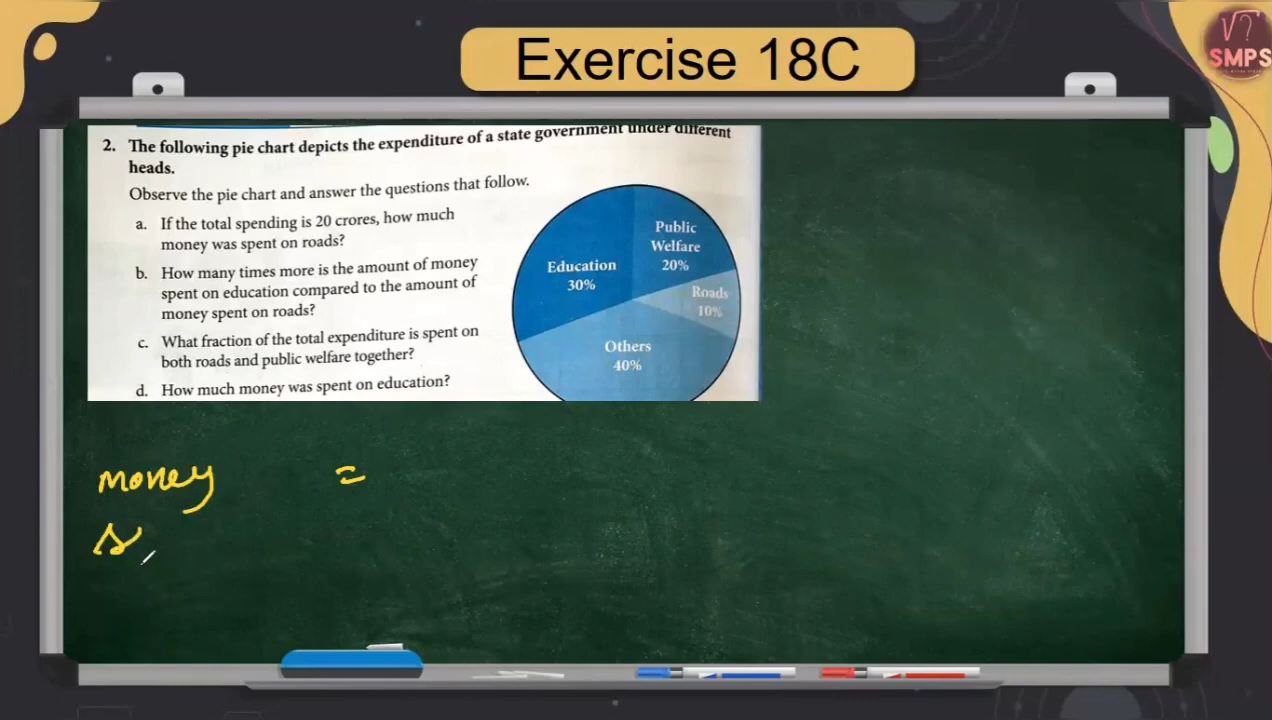 Exercise 18C
√?
SMPS
2. The following pie chart depicts the expenditure of a state government under different
heads.
Observe the pie chart and answer the questions that follow.
a. If the total spending is 20 crores, how much
money was spent on roads?
b. How many times more is the amount of money
spent on education compared to the amount of
money spent on roads?
c. What fraction of the total expenditure is spent on
both roads and public welfare together?
d. How much money was spent on education?
Public
Welfare
20%
Education
30%
Roads
10%
Others
40%
money =
s